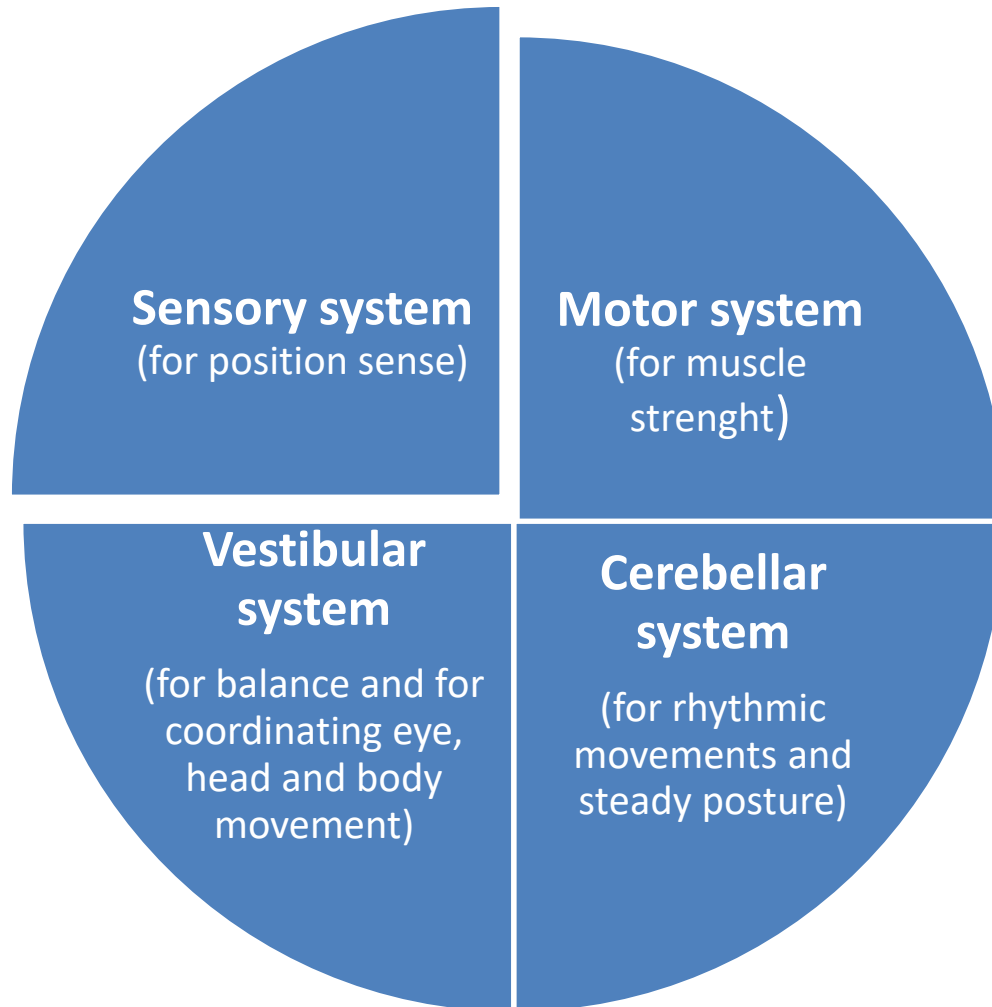 Sensory system
(for position sense)
Motor system
(for muscle
strenght)
Vestibular
system
(for balance and for
coordinating eye,
head and body
movement)
Cerebellar
system
(for rhythmic
movements and
steady posture)